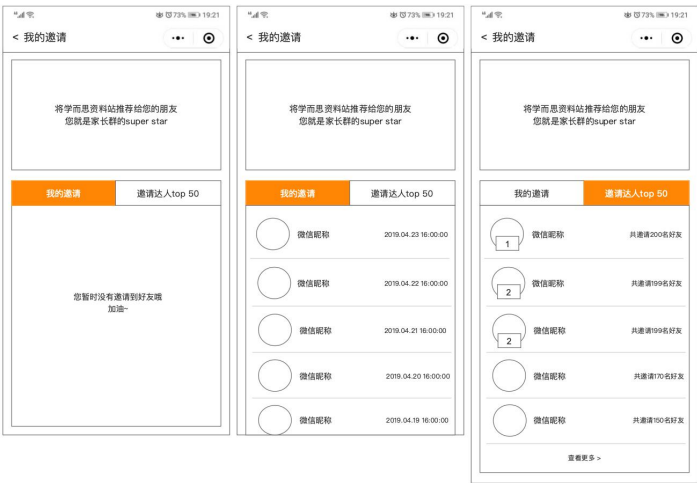 46 73% 19:21
< 我的邀请
将学而思资料站推荐给您的朋友
您就是家长群的super star
我的邀请 邀请达人top 50
您暂时没有邀请到好友哦
加油~
46 73% 19:21
< 我的邀请
将学而思资料站推荐给您的朋友
您就是家长群的super star
我的邀请 邀请达人top 50
微信昵称 2019.04.23 16:00:00
微信昵称 2019.04.22 16:00:00
微信昵称 2019.04.21 16:00:00
微信昵称 2019.04.20 16:00:00
微信昵称 2019.04.19 16:00:00
46 73% 19:21
< 我的邀请
将学而思资料站推荐给您的朋友
您就是家长群的super star
我的邀请 邀请达人top 50
1 微信昵称 共邀请200名好友
2 微信昵称 共邀请199名好友
2 微信昵称 共邀请199名好友
微信昵称 共邀请170名好友
微信昵称 共邀请150名好友
查看更多 >